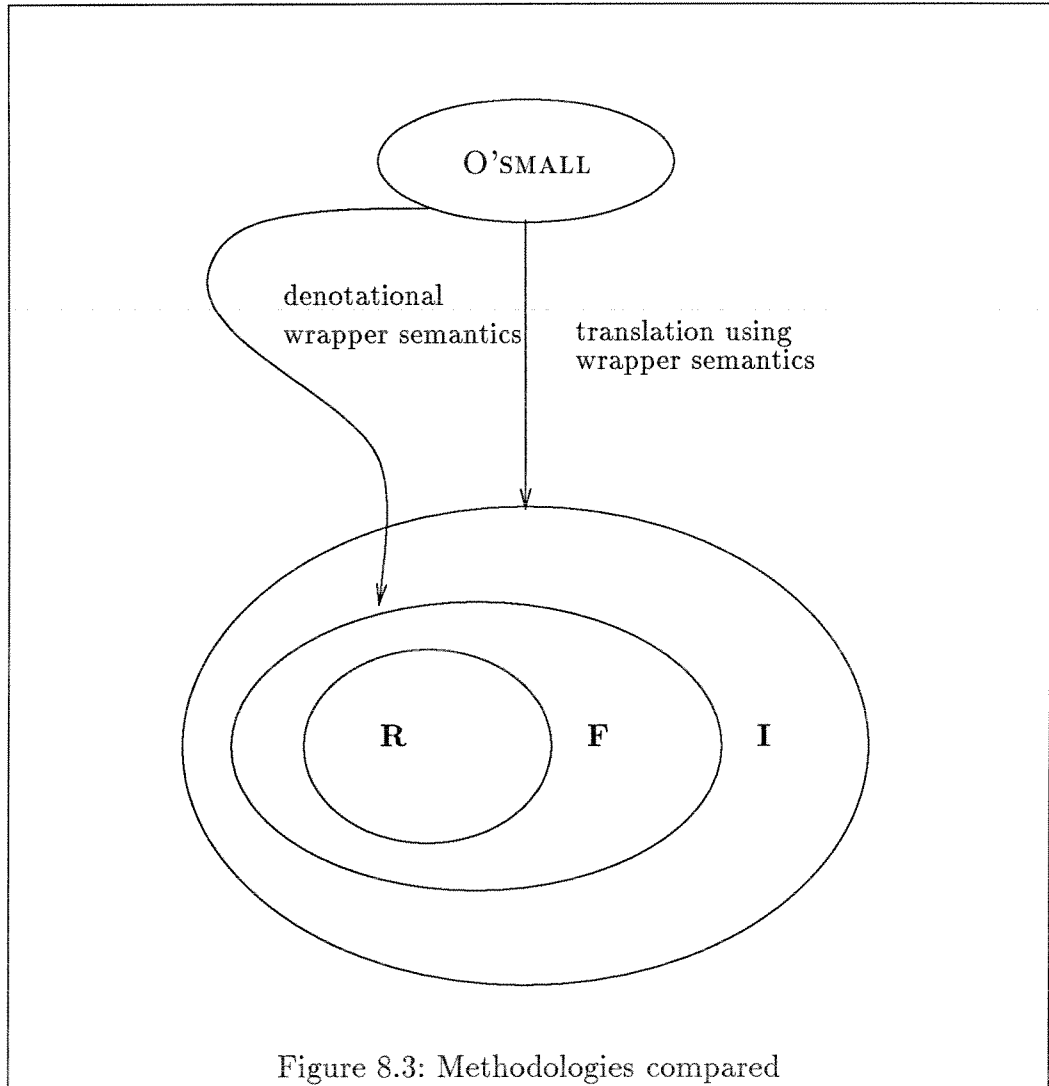 O'SMALL
denotational
wrapper semantics
translation using
wrapper semantics
R
F
I
Figure 8.3: Methodologies compared